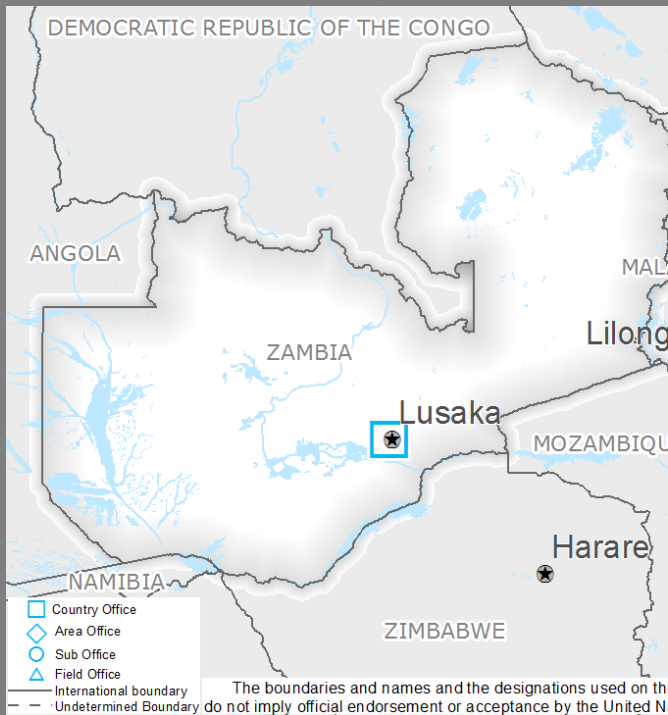 DEMOCRATIC REPUBLIC OF THE CONGO
ANGOLA
MALA
Lilong
ZAMBIA
Lusaka
MOZAMBIQU
Harare
NAMIBIA
ZIMBABWE
Country Office
Area Office
Sub Office
Field Office
International boundary
Undetermined Boundary
The boundaries and names and the designations used on th
do not imply official endorsement or acceptance by the United N